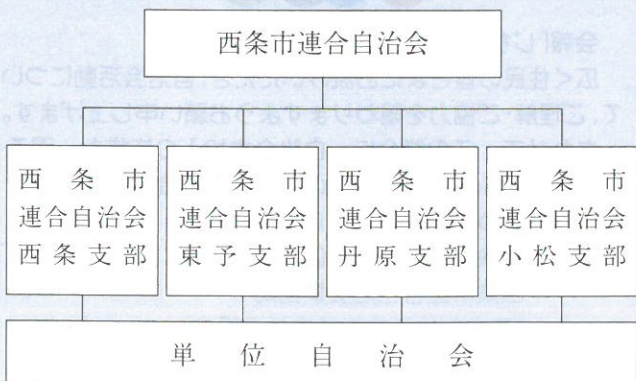 西条市連合自治会
西条市
連合自治会
西条支部
西条市
連合自治会
東予支部
西条市
連合自治会
丹原支部
西条市
連合自治会
小松支部
単位自治会